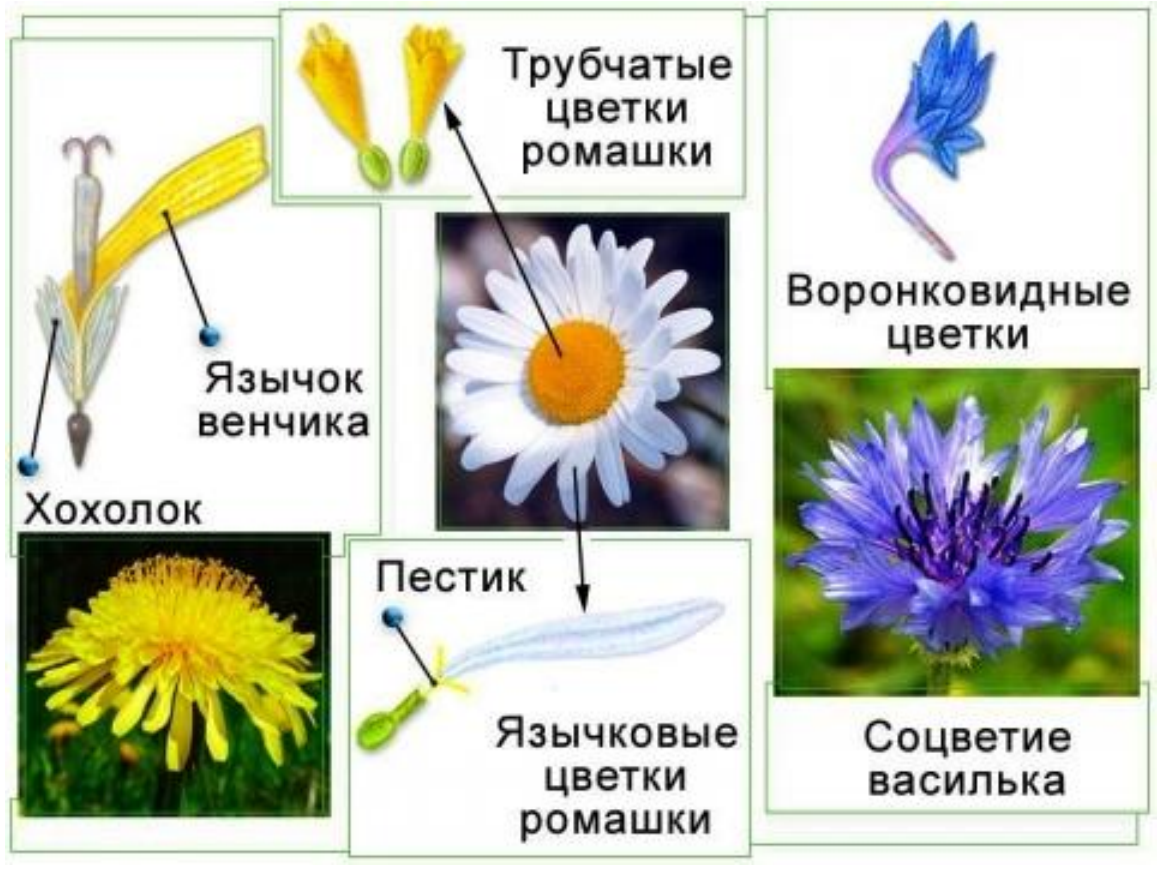 Трубчатые
цветки
ромашки
Воронковидные
цветки
Язычок
венчика
Хохолок
Пестик
Язычковые
цветки
ромашки
Соцветие
василька